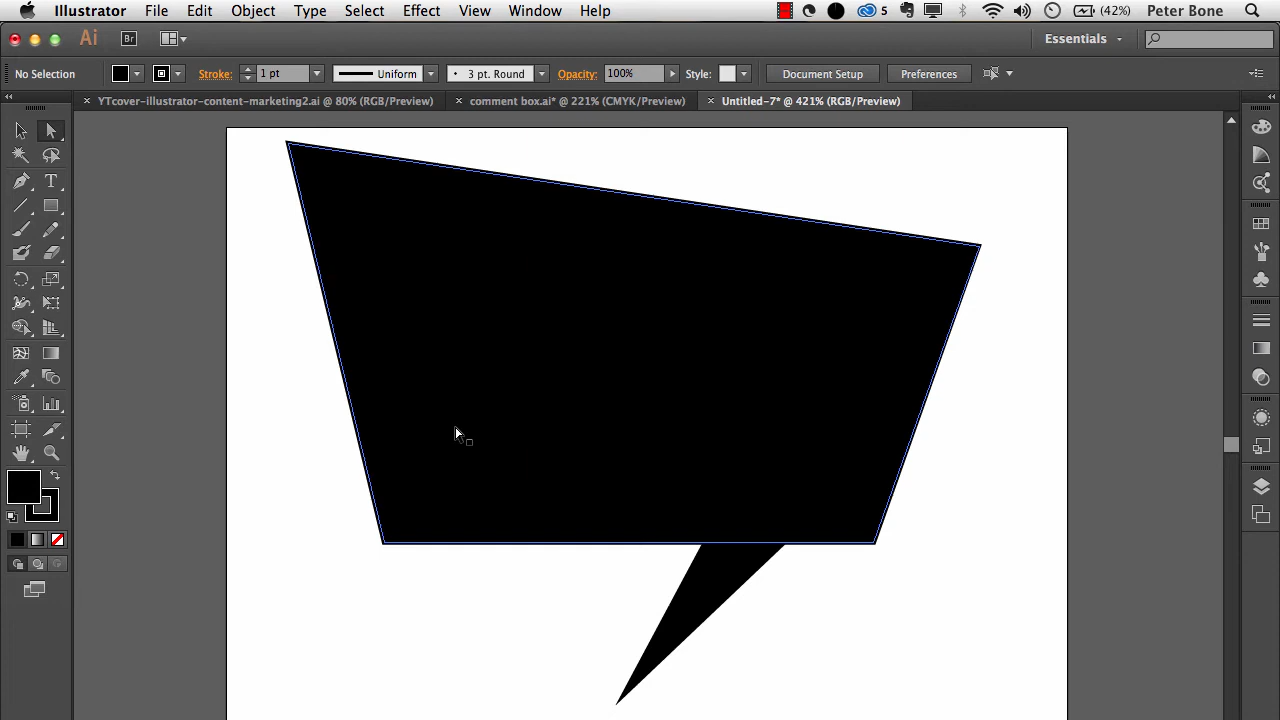 Illustrator File Edit Object Type Select Effect View Window Help 5 (42%) Peter Bone
Ai Br Essentials
No Selection Stroke: 1 pt Uniform 3 pt. Round Opacity: 100% Style: Document Setup Preferences
YTcover-illustrator-content-marketing2.ai @ 80% (RGB/Preview) comment box.ai* @ 221% (CMYK/Preview) Untitled-7* @ 421% (RGB/Preview)
T